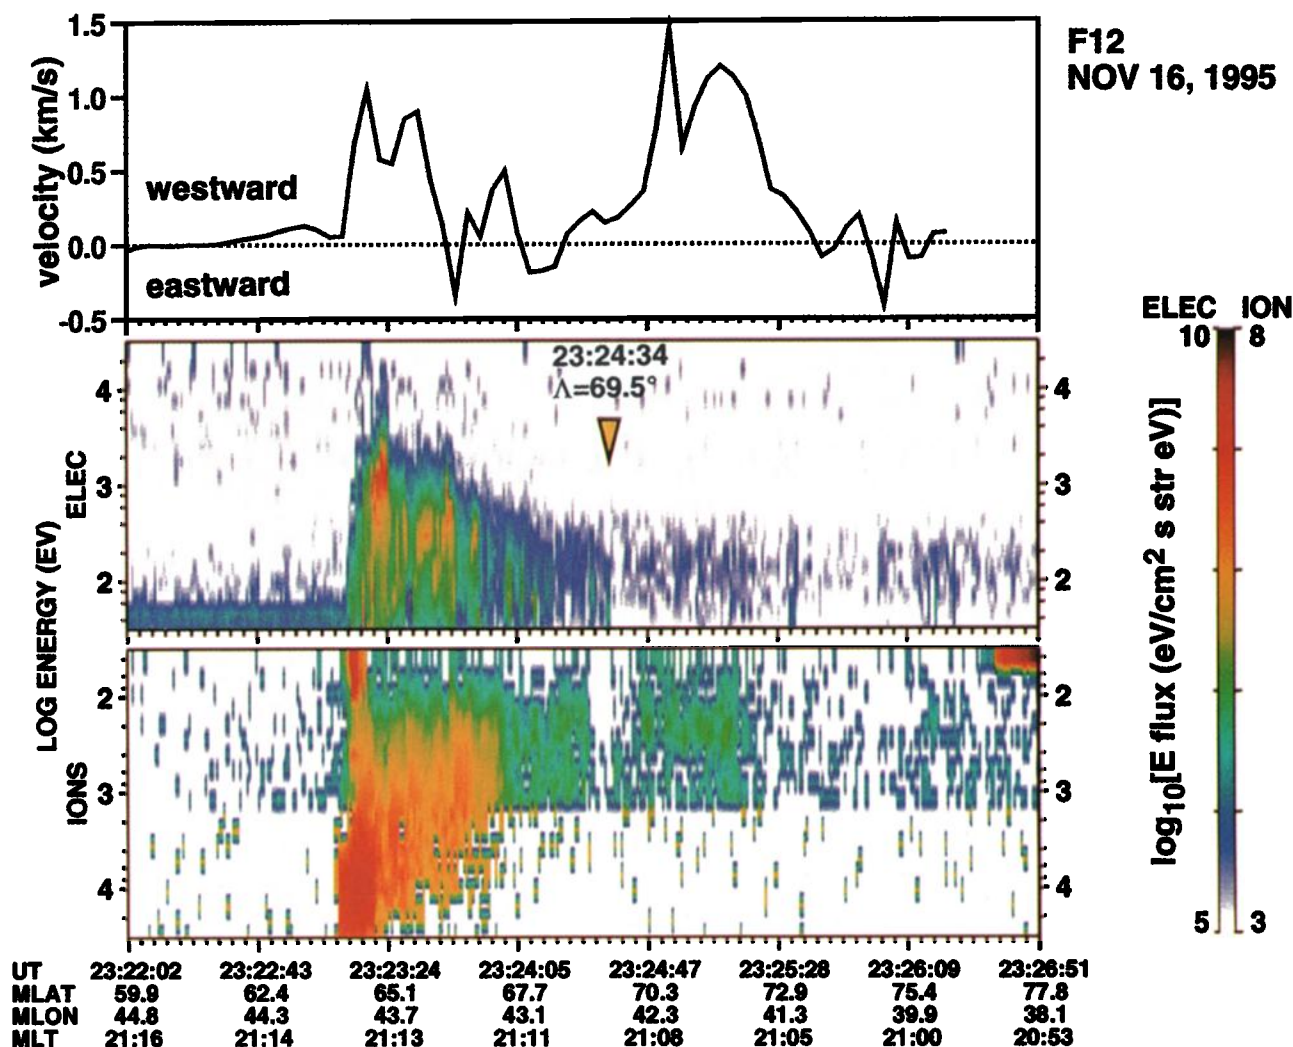 F12
NOV 16, 1995
velocity (km/s)
1.5
1.0
0.5
0.0
-0.5
westward
eastward
ELEC ION
10 8
5 3
log10[E flux (eV/cm2 s str eV)]
23:24:34
Λ=69.5°
LOG ENERGY (EV)
ELEC
4 4
3 3
2 2
IONS
2 2
3 3
4 4
UT 23:22:02 23:22:43 23:23:24 23:24:05 23:24:47 23:25:28 23:26:09 23:26:51
MLAT 59.9 62.4 65.1 67.7 70.3 72.9 75.4 77.8
MLON 44.8 44.3 43.7 43.1 42.3 41.3 39.9 38.1
MLT 21:16 21:14 21:13 21:11 21:08 21:05 21:00 20:53